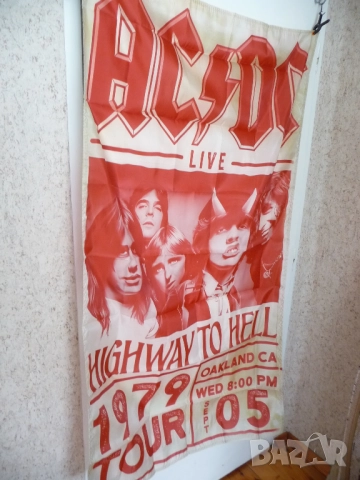 AC/DC
LIVE
HIGHWAY TO HELL
1979
TOUR
OAKLAND CA
WED 8:00 PM
SEPT
05
BAZAR